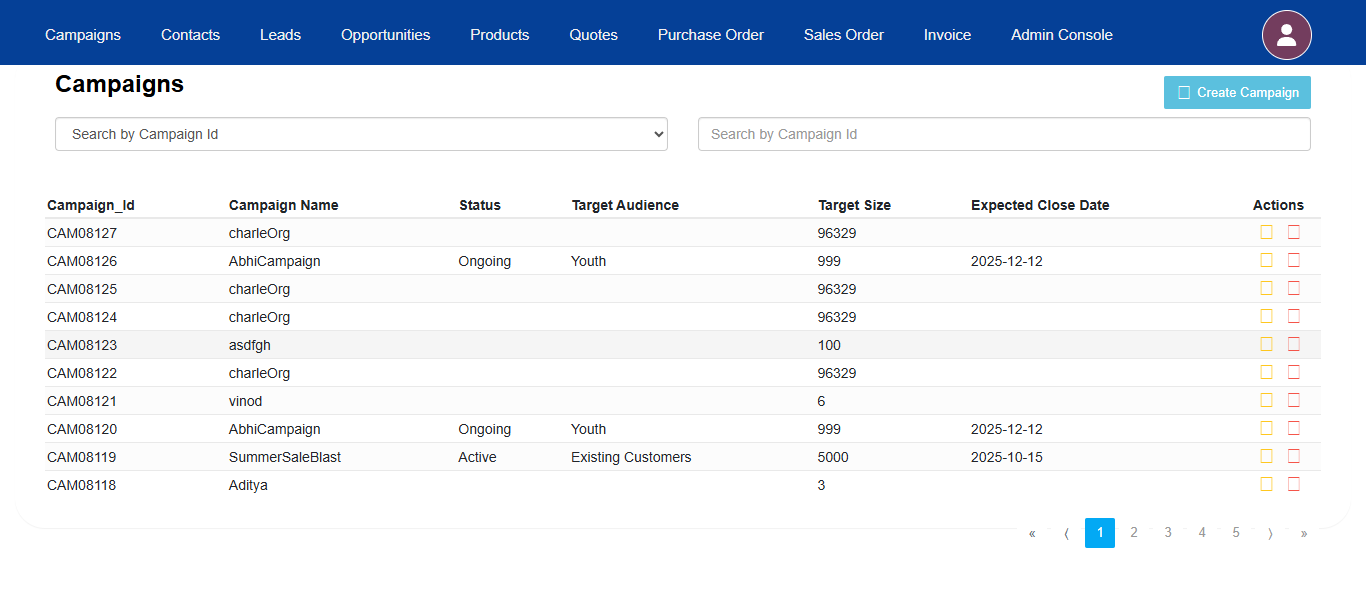 Campaigns Contacts Leads Opportunities Products Quotes Purchase Order Sales Order Invoice Admin Console
Campaigns
Create Campaign
Search by Campaign Id Search by Campaign Id
Campaign_Id Campaign Name Status Target Audience Target Size Expected Close Date Actions
CAM08127 charleOrg 96329
CAM08126 AbhiCampaign Ongoing Youth 999 2025-12-12
CAM08125 charleOrg 96329
CAM08124 charleOrg 96329
CAM08123 asdfgh 100
CAM08122 charleOrg 96329
CAM08121 vinod 6
CAM08120 AbhiCampaign Ongoing Youth 999 2025-12-12
CAM08119 SummerSaleBlast Active Existing Customers 5000 2025-10-15
CAM08118 Aditya 3
« ⟨ 1 2 3 4 5 ⟩ »